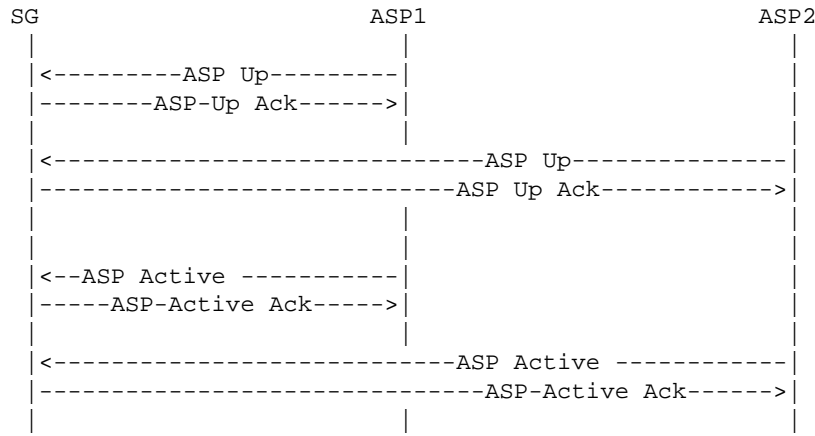 SG ASP1 ASP2
| | |
|<---------ASP Up---------| |
|--------ASP-Up Ack------>| |
| | |
|<------------------------------ASP Up---------------|
|-----------------------------ASP Up Ack------------>|
| | |
| | |
|<--ASP Active -----------| |
|-----ASP-Active Ack----->| |
| | |
|<----------------------------ASP Active ------------|
|-------------------------------ASP-Active Ack------>|
| | |